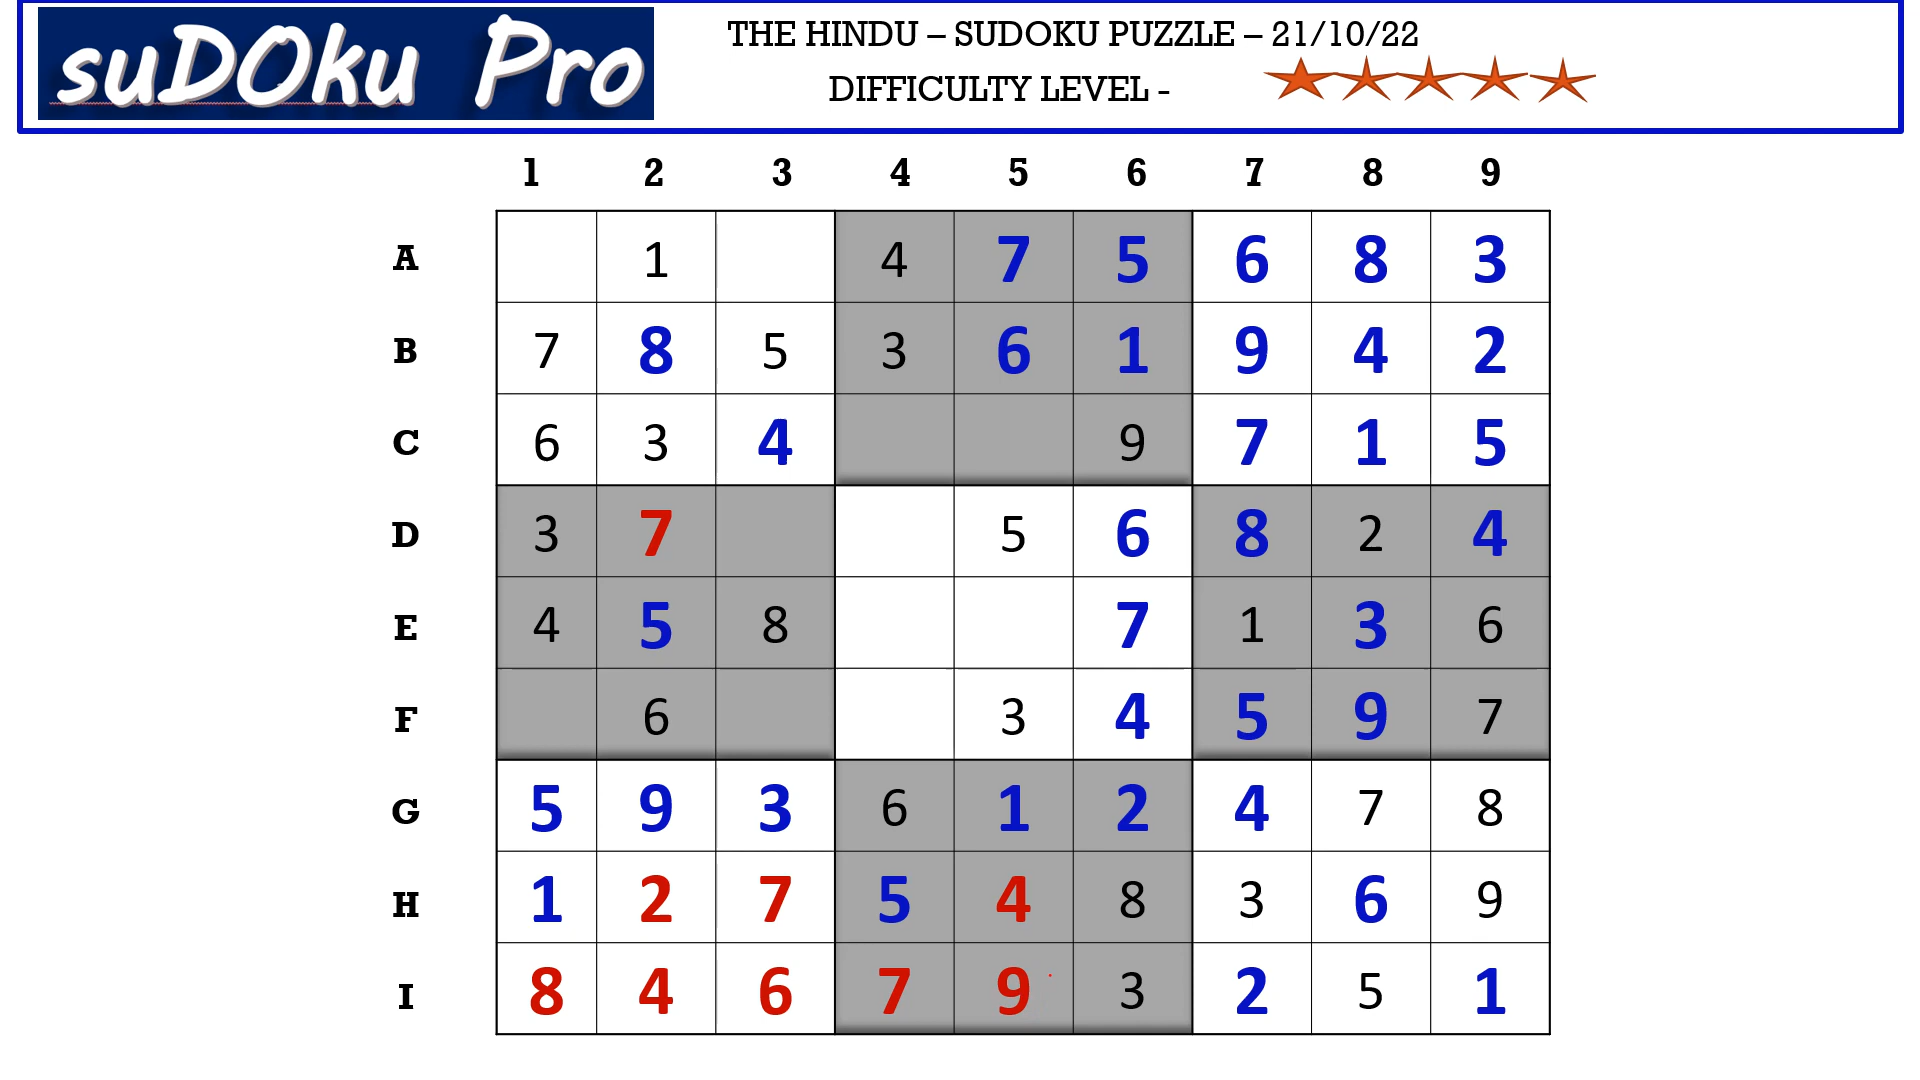 suDOku Pro
THE HINDU – SUDOKU PUZZLE – 21/10/22
DIFFICULTY LEVEL -
1 2 3 4 5 6 7 8 9
A 1 4 7 5 6 8 3
B 7 8 5 3 6 1 9 4 2
C 6 3 4 9 7 1 5
D 3 7 5 6 8 2 4
E 4 5 8 7 1 3 6
F 6 3 4 5 9 7
G 5 9 3 6 1 2 4 7 8
H 1 2 7 5 4 8 3 6 9
I 8 4 6 7 9 3 2 5 1